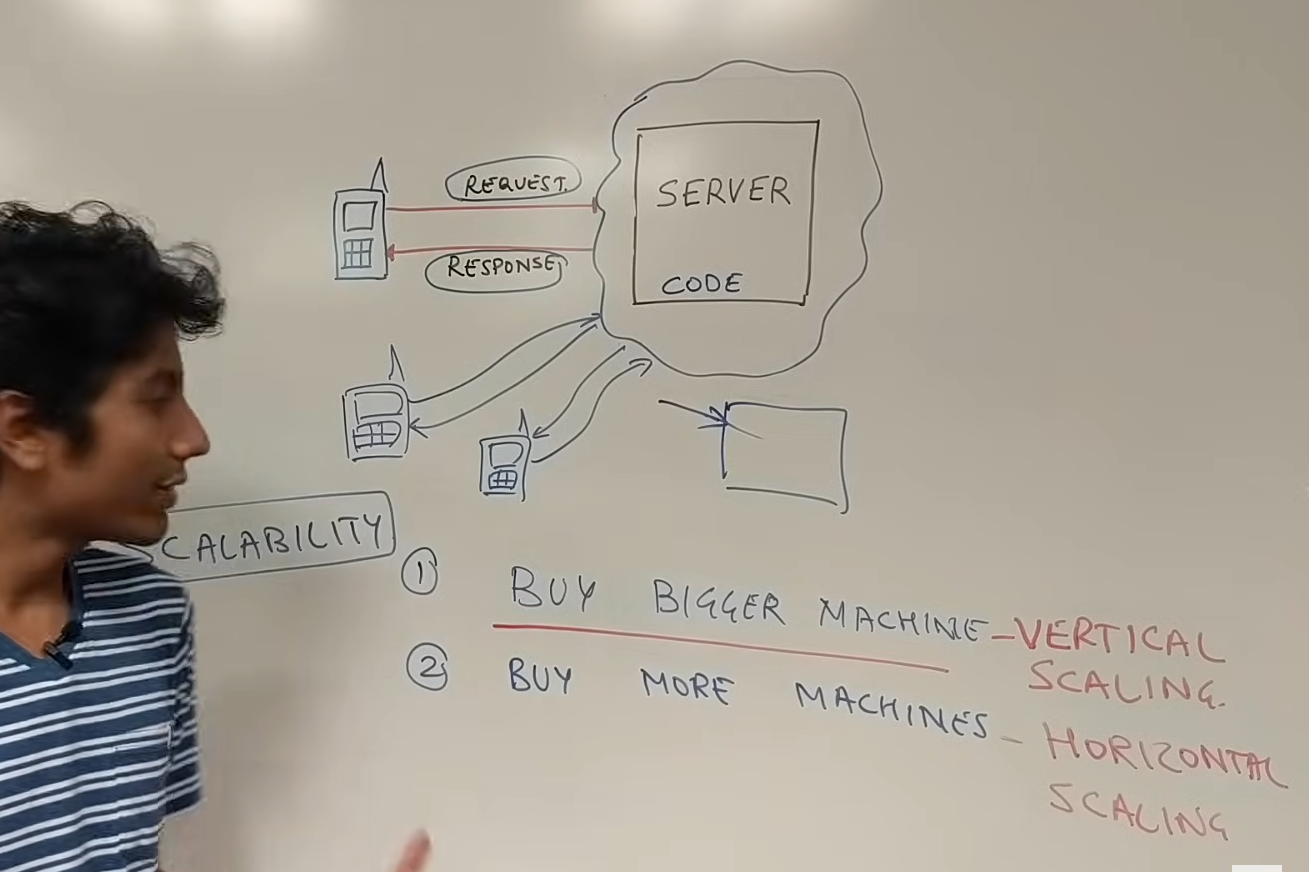 REQUEST.
SERVER
RESPONSE
CODE
CALABILITY
① BUY BIGGER MACHINE - VERTICAL
SCALING.
② BUY MORE MACHINES - HORIZONTAL
SCALING